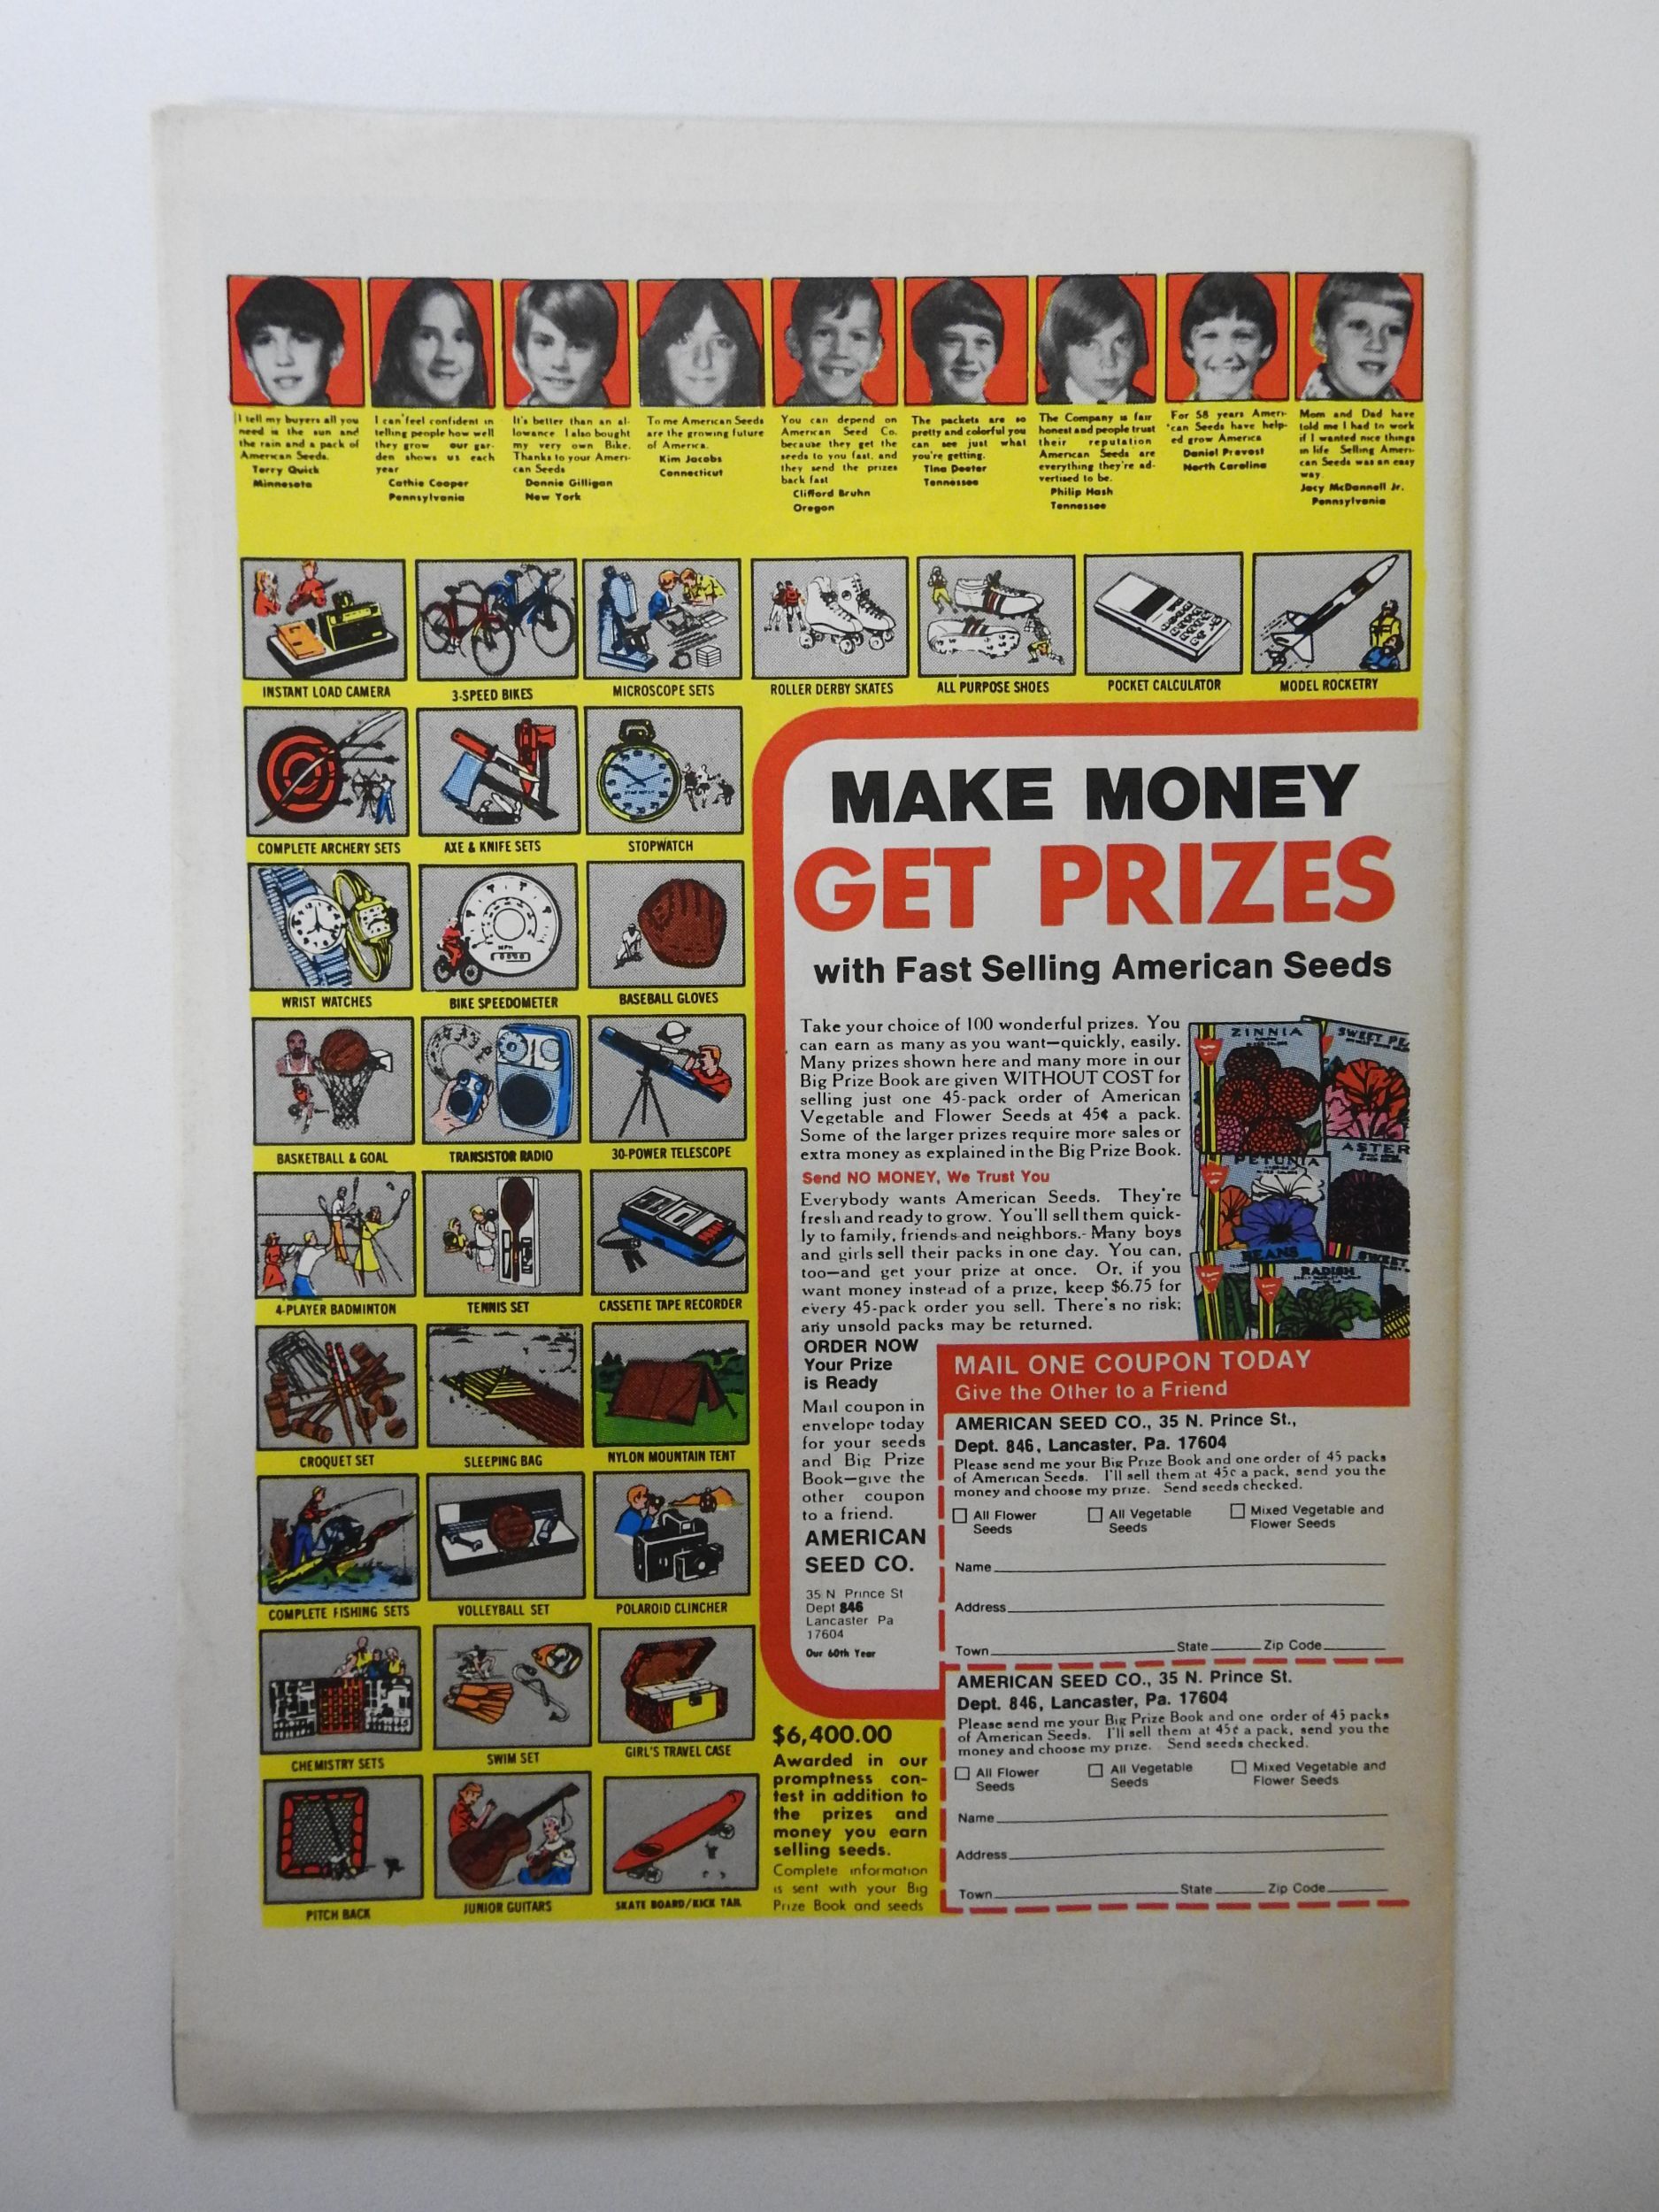 I tell my buyers all you
need is the sun and
the rain and a pack of
American Seeds.
Terry Quick
Minnesota
I can feel confident in
telling people how well
they grow our gar-
den shows us each
year
Cathie Cooper
Pennsylvania
It's better than an al-
lowance. I also bought
my very own Bike.
Thanks to your Ameri-
can Seeds
Donnie Gilligan
New York
To me American Seeds
are the growing future
of America.
Kim Jacobs
Connecticut
You can depend on
American Seed Co.
because they get the
seeds to you fast, and
they send the prizes
back fast
Clifford Bruhn
Oregon
The packets are so
pretty and colorful you
can see just what
you're getting.
Tina Deeter
Tennessee
The Company is fair
honest and people trust
their reputation
American Seeds are
everything they're ad-
vertised to be.
Philip Hash
Tennessee
For 58 years Ameri-
can Seeds have help-
ed grow America
Daniel Prevost
North Carolina
Mom and Dad have
told me I had to work
if I wanted nice things
in life Selling Ameri-
can Seeds was an easy
way.
Jacy McDannell Jr.
Pennsylvania
INSTANT LOAD CAMERA
3-SPEED BIKES
MICROSCOPE SETS
ROLLER DERBY SKATES
ALL PURPOSE SHOES
POCKET CALCULATOR
MODEL ROCKETRY
COMPLETE ARCHERY SETS
AXE & KNIFE SETS
STOPWATCH
WRIST WATCHES
BIKE SPEEDOMETER
BASEBALL GLOVES
BASKETBALL & GOAL
TRANSISTOR RADIO
30-POWER TELESCOPE
4-PLAYER BADMINTON
TENNIS SET
CASSETTE TAPE RECORDER
CROQUET SET
SLEEPING BAG
NYLON MOUNTAIN TENT
COMPLETE FISHING SETS
VOLLEYBALL SET
POLAROID CLINCHER
CHEMISTRY SETS
SWIM SET
GIRL'S TRAVEL CASE
PITCH BACK
JUNIOR GUITARS
SKATE BOARD/KICK TAIL
MPH
MAKE MONEY
GET PRIZES
with Fast Selling American Seeds
Take your choice of 100 wonderful prizes. You
can earn as many as you want—quickly, easily.
Many prizes shown here and many more in our
Big Prize Book are given WITHOUT COST for
selling just one 45-pack order of American
Vegetable and Flower Seeds at 45¢ a pack.
Some of the larger prizes require more sales or
extra money as explained in the Big Prize Book.
Send NO MONEY, We Trust You
Everybody wants American Seeds. They're
fresh and ready to grow. You'll sell them quick-
ly to family, friends and neighbors. Many boys
and girls sell their packs in one day. You can,
too—and get your prize at once. Or, if you
want money instead of a prize, keep $6.75 for
every 45-pack order you sell. There's no risk;
any unsold packs may be returned.
ZINNIA
SWEET PE
ASTER
PETUNIA
BEANS
SWEET
RADISH
ORDER NOW
Your Prize
is Ready
Mail coupon in
envelope today
for your seeds
and Big Prize
Book—give the
other coupon
to a friend.
AMERICAN
SEED CO.
35 N Prince St
Dept 846
Lancaster Pa
17604
Our 60th Year
MAIL ONE COUPON TODAY
Give the Other to a Friend
AMERICAN SEED CO., 35 N. Prince St.,
Dept. 846, Lancaster, Pa. 17604
Please send me your Big Prize Book and one order of 45 packs
of American Seeds. I'll sell them at 45¢ a pack, send you the
money and choose my prize. Send seeds checked.
All Flower Seeds
All Vegetable Seeds
Mixed Vegetable and Flower Seeds
Name
Address
Town State Zip Code
AMERICAN SEED CO., 35 N. Prince St.
Dept. 846, Lancaster, Pa. 17604
Please send me your Big Prize Book and one order of 45 packs
of American Seeds. I'll sell them at 45¢ a pack, send you the
money and choose my prize. Send seeds checked.
All Flower Seeds
All Vegetable Seeds
Mixed Vegetable and Flower Seeds
Name
Address
Town State Zip Code
$6,400.00
Awarded in our
promptness con-
test in addition to
the prizes and
money you earn
selling seeds.
Complete information
is sent with your Big
Prize Book and seeds